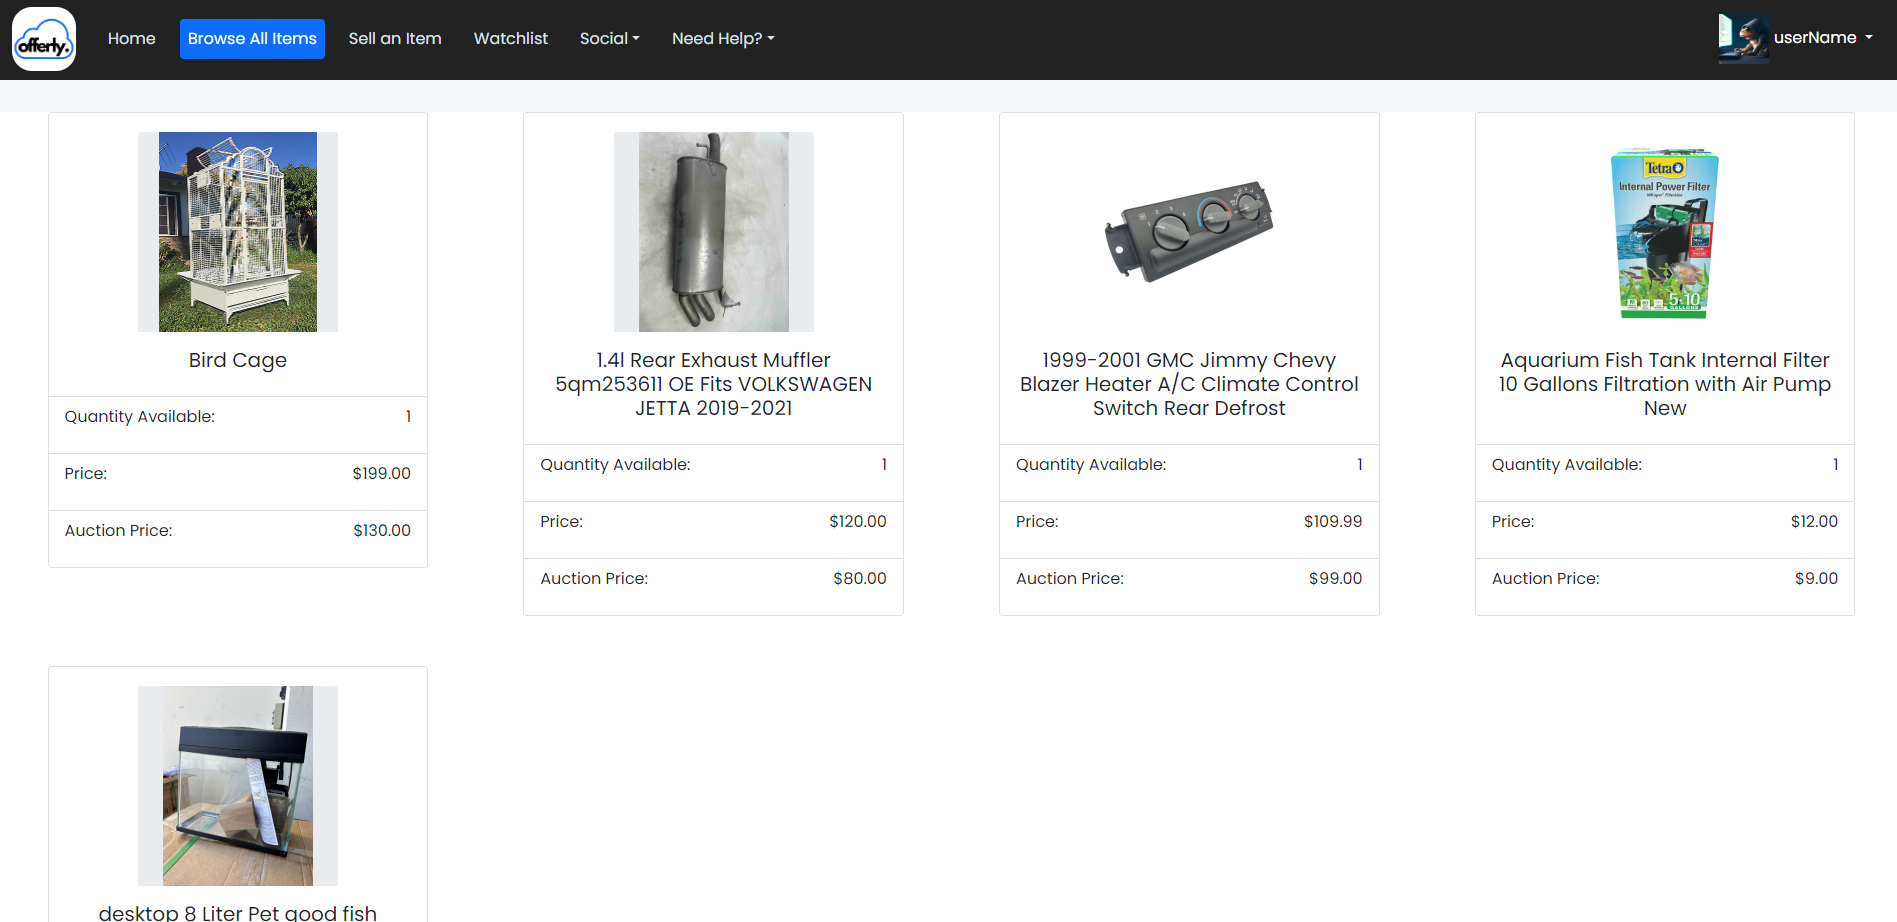 offerly.
Home
Browse All Items
Sell an Item
Watchlist
Social
Need Help?
userName
Bird Cage
Quantity Available: 1
Price: $199.00
Auction Price: $130.00
1.4l Rear Exhaust Muffler
5qm253611 OE Fits VOLKSWAGEN
JETTA 2019-2021
Quantity Available: 1
Price: $120.00
Auction Price: $80.00
1999-2001 GMC Jimmy Chevy
Blazer Heater A/C Climate Control
Switch Rear Defrost
Quantity Available: 1
Price: $109.99
Auction Price: $99.00
Tetra
Internal Power Filter
5-10
GALLONS
Aquarium Fish Tank Internal Filter
10 Gallons Filtration with Air Pump
New
Quantity Available: 1
Price: $12.00
Auction Price: $9.00
desktop 8 Liter Pet good fish